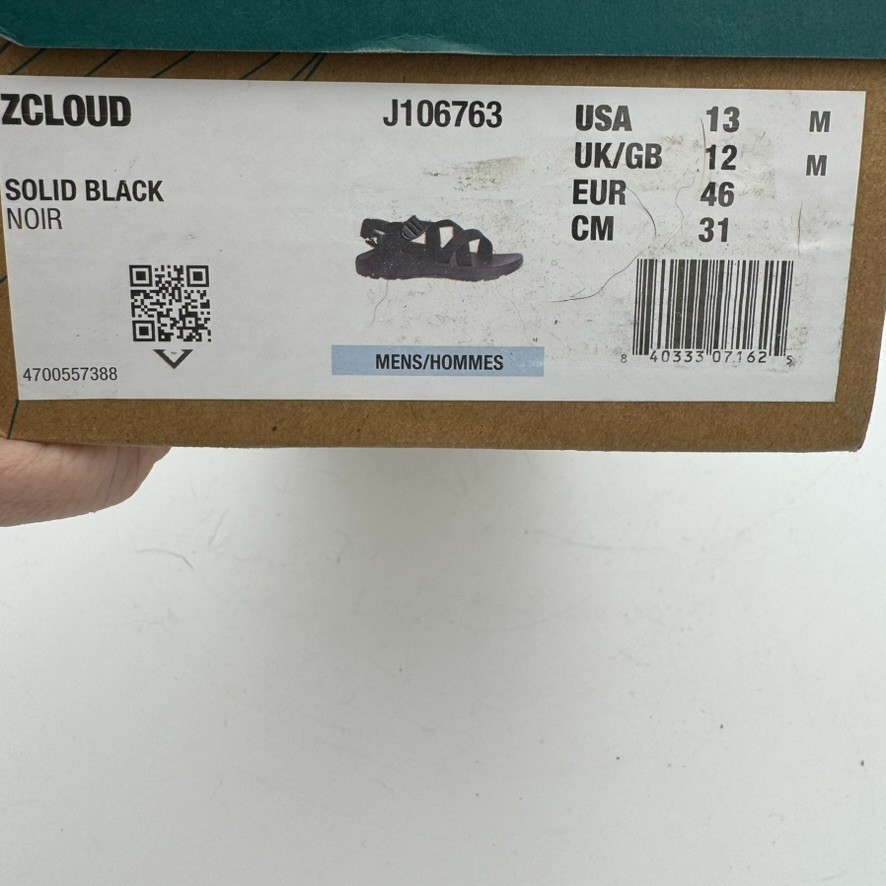 ZCLOUD
J106763
SOLID BLACK
NOIR
USA 13 M
UK/GB 12 M
EUR 46
CM 31
4700557388
MENS/HOMMES
8 40333 07162 5